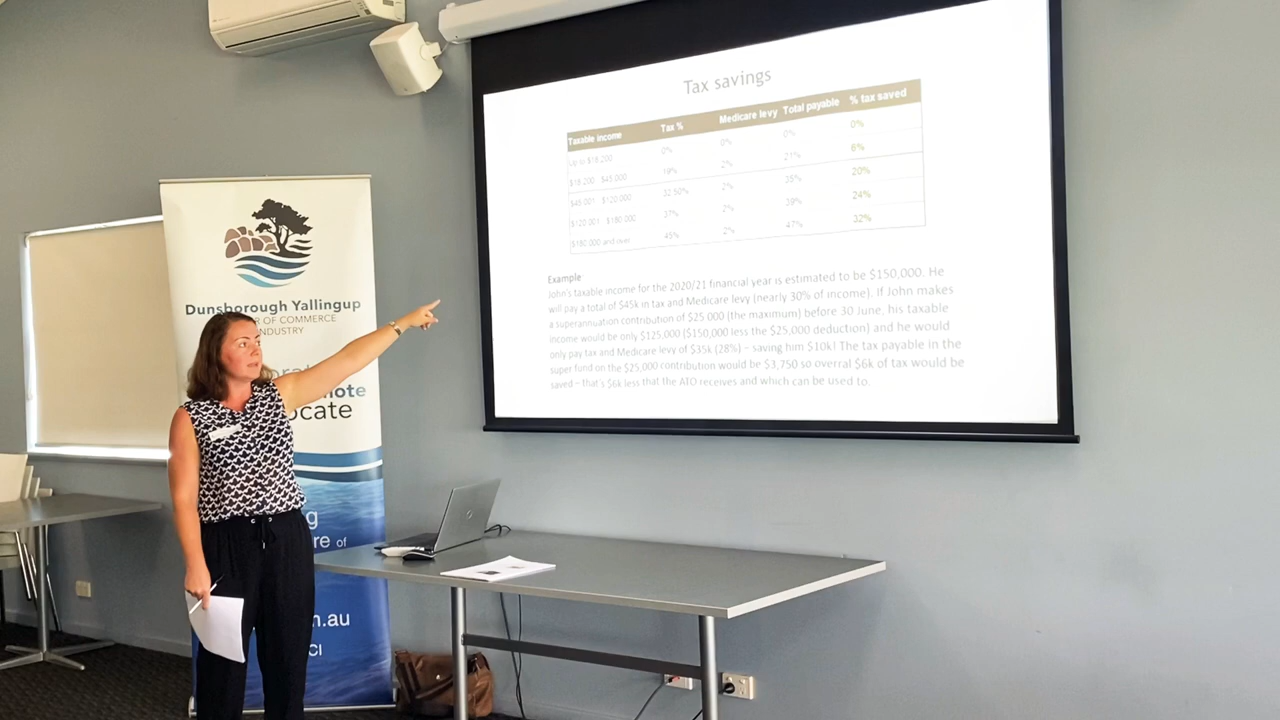 Tax savings
Taxable income Tax % Medicare levy Total payable % tax saved
Up to $18,200 0% 0% 0% 0%
$18,200 $45,000 19% 2% 21% 6%
$45,001 $120,000 32.50% 2% 35% 20%
$120,001 $180,000 37% 2% 39% 24%
$180,000 and over 45% 2% 47% 32%
Example
John's taxable income for the 2020/21 financial year is estimated to be $150,000. He
will pay a total of $45k in tax and Medicare levy (nearly 30% of income). If John makes
a superannuation contribution of $25 000 (the maximum) before 30 June, his taxable
income would be only $125,000 ($150,000 less the $25,000 deduction) and he would
only pay tax and Medicare levy of $35k (28%) – saving him $10k! The tax payable in the
super fund on the $25,000 contribution would be $3,750 so overral $6k of tax would be
saved – that's $6k less that the ATO receives and which can be used to.
Dunsborough Yallingup
OF COMMERCE
INDUSTRY
ocate
g
re of
n.au
CI